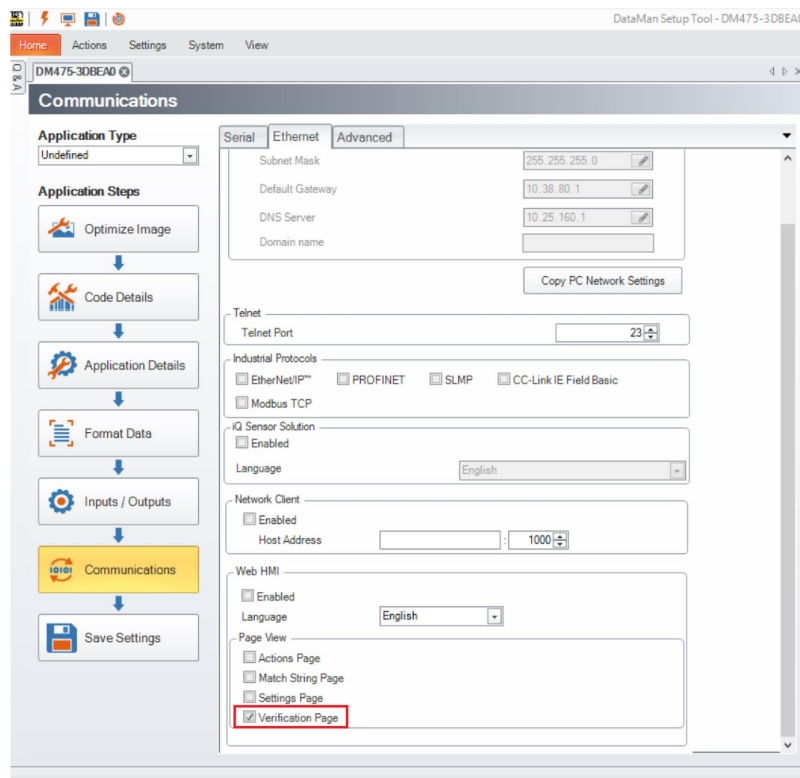 DataMan Setup Tool - DM475-3DBEA0
Home Actions Settings System View
Q & A
DM475-3DBEA0
Communications
Application Type
Undefined
Application Steps
Optimize Image
Code Details
Application Details
Format Data
Inputs / Outputs
Communications
Save Settings
Serial Ethernet Advanced
Subnet Mask 255.255.255.0
Default Gateway 10.38.80.1
DNS Server 10.25.160.1
Domain name
Copy PC Network Settings
Telnet
Telnet Port 23
Industrial Protocols
EtherNet/IP™ PROFINET SLMP CC-Link IE Field Basic
Modbus TCP
iQ Sensor Solution
Enabled
Language English
Network Client
Enabled
Host Address : 1000
Web HMI
Enabled
Language English
Page View
Actions Page
Match String Page
Settings Page
Verification Page